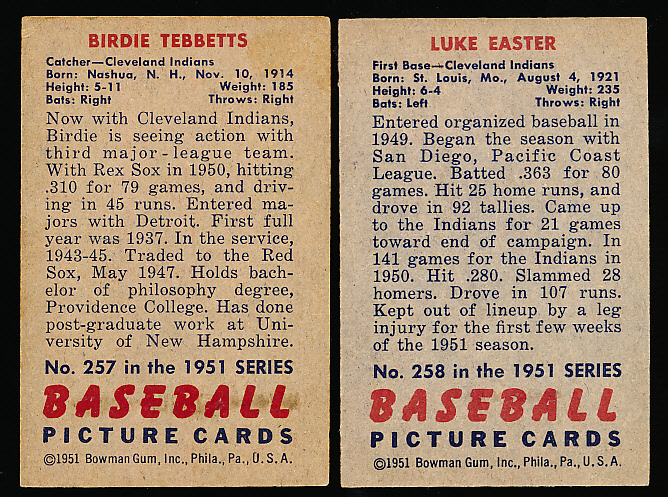 BIRDIE TEBBETTS
Catcher—Cleveland Indians
Born: Nashua, N. H., Nov. 10, 1914
Height: 5-11 Weight: 185
Bats: Right Throws: Right
Now with Cleveland Indians,
Birdie is seeing action with
third major-league team.
With Rex Sox in 1950, hitting
.310 for 79 games, and driv-
ing in 45 runs. Entered ma-
jors with Detroit. First full
year was 1937. In the service,
1943-45. Traded to the Red
Sox, May 1947. Holds bach-
elor of philosophy degree,
Providence College. Has done
post-graduate work at Uni-
versity of New Hampshire.
No. 257 in the 1951 SERIES
BASEBALL
PICTURE CARDS
©1951 Bowman Gum, Inc., Phila., Pa., U. S. A.
LUKE EASTER
First Base—Cleveland Indians
Born: St. Louis, Mo., August 4, 1921
Height: 6-4 Weight: 235
Bats: Left Throws: Right
Entered organized baseball in
1949. Began the season with
San Diego, Pacific Coast
League. Batted .363 for 80
games. Hit 25 home runs, and
drove in 92 tallies. Came up
to the Indians for 21 games
toward end of campaign. In
141 games for the Indians in
1950. Hit .280. Slammed 28
homers. Drove in 107 runs.
Kept out of lineup by a leg
injury for the first few weeks
of the 1951 season.
No. 258 in the 1951 SERIES
BASEBALL
PICTURE CARDS
©1951 Bowman Gum, Inc., Phila., Pa., U. S. A.